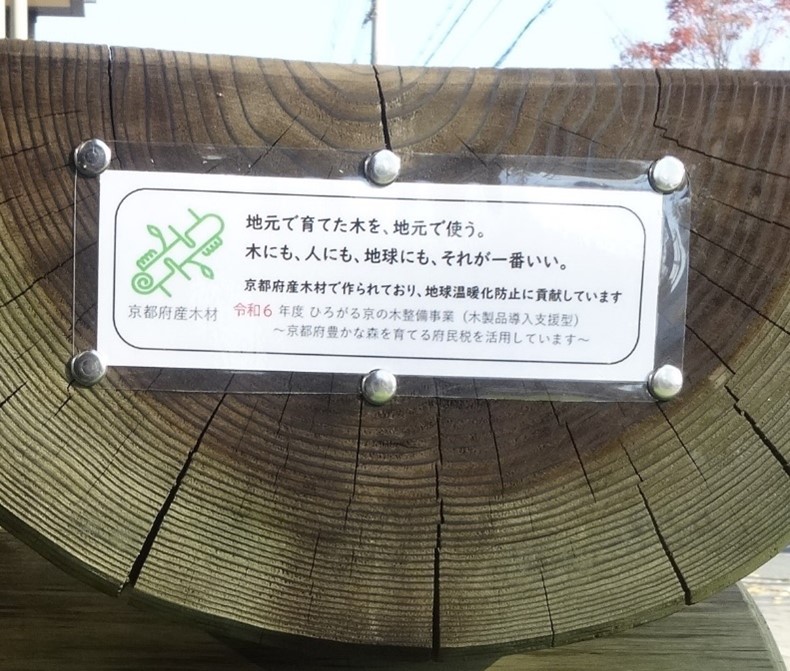 地元で育てた木を、地元で使う。
木にも、人にも、地球にも、それが一番いい。
京都府産木材で作られており、地球温暖化防止に貢献しています
京都府産木材
令和6 年度 ひろがる京の木整備事業（木製品導入支援型）
～京都府豊かな森を育てる府民税を活用しています～